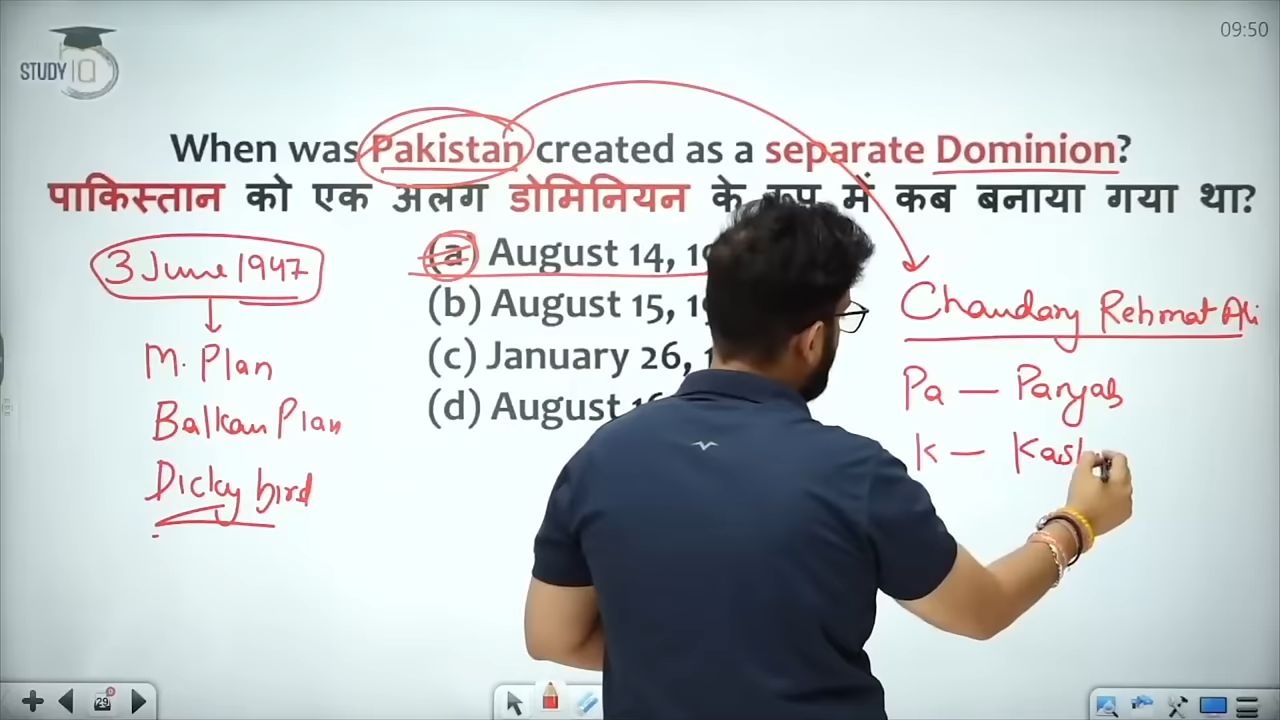 STUDY IQ
09:50
When was Pakistan created as a separate Dominion?
पाकिस्तान को एक अलग डोमिनियन के रूप में कब बनाया गया था?
3 June 1947
M. Plan
Balkan Plan
Dicky bird
(a) August 14,
(b) August 15,
(c) January 26,
(d) August
Chaudary Rehmat Ali
Pa — Panjab
K —
29